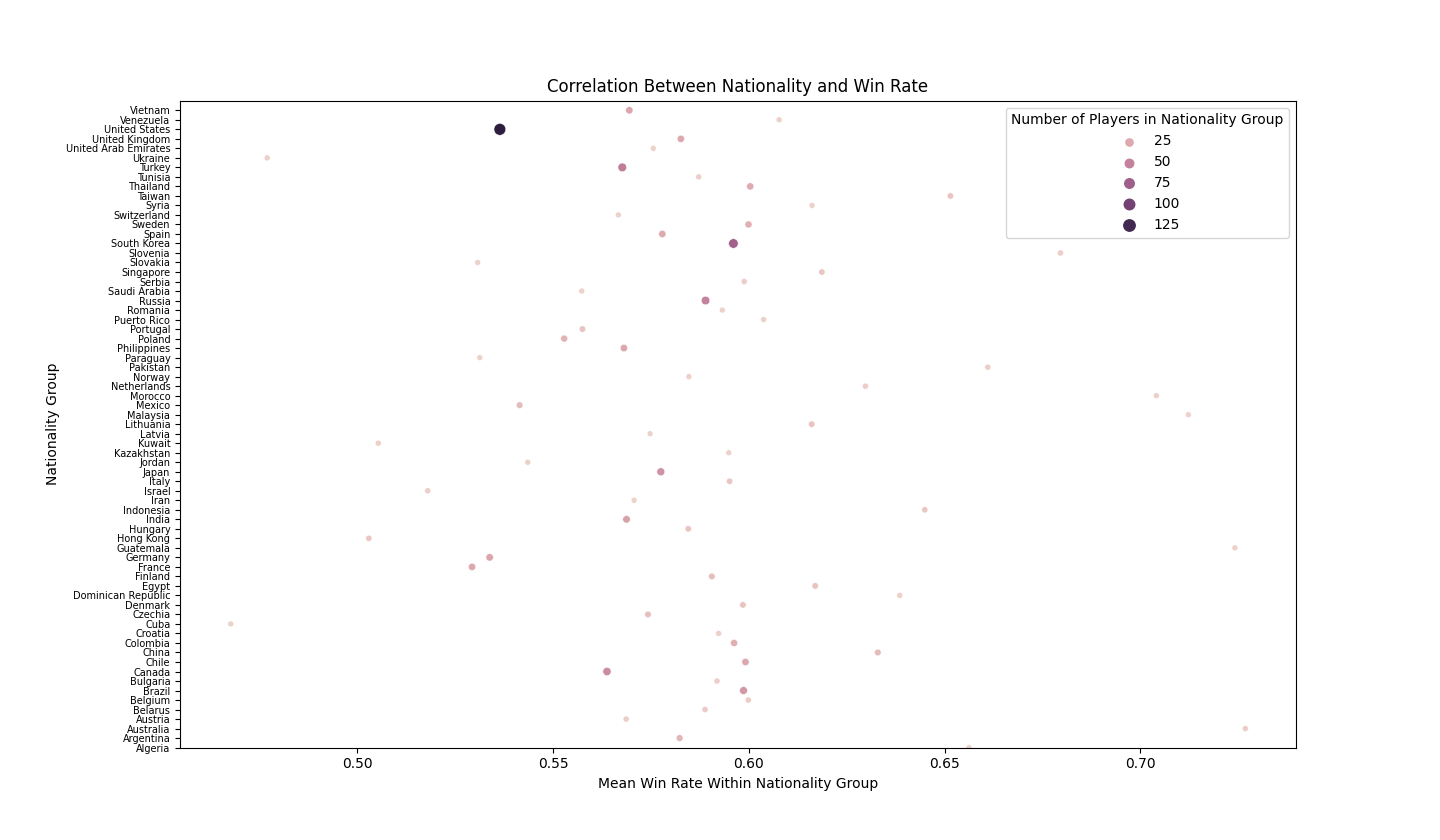 Correlation Between Nationality and Win Rate
Number of Players in Nationality Group
25
50
75
100
125
Nationality Group
Vietnam
Venezuela
United States
United Kingdom
United Arab Emirates
Ukraine
Turkey
Tunisia
Thailand
Taiwan
Syria
Switzerland
Sweden
Spain
South Korea
Slovenia
Slovakia
Singapore
Serbia
Saudi Arabia
Russia
Romania
Puerto Rico
Portugal
Poland
Philippines
Paraguay
Pakistan
Norway
Netherlands
Morocco
Mexico
Malaysia
Lithuania
Latvia
Kuwait
Kazakhstan
Jordan
Japan
Italy
Israel
Iran
Indonesia
India
Hungary
Hong Kong
Guatemala
Germany
France
Finland
Egypt
Dominican Republic
Denmark
Czechia
Cuba
Croatia
Colombia
China
Chile
Canada
Bulgaria
Brazil
Belgium
Belarus
Austria
Australia
Argentina
Algeria
0.50 0.55 0.60 0.65 0.70
Mean Win Rate Within Nationality Group